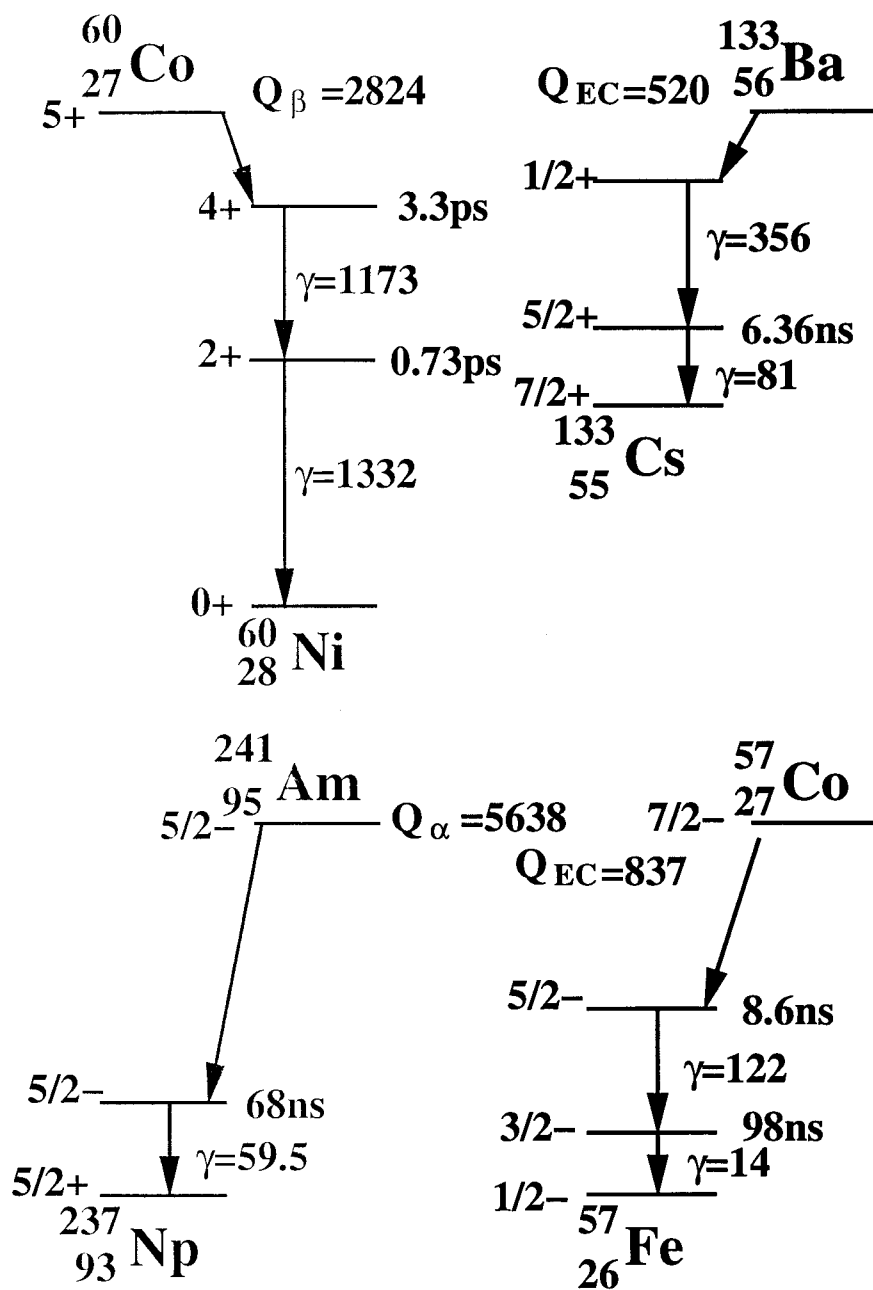 60
27 Co
Q β =2824
5+
4+
3.3ps
γ=1173
2+
0.73ps
γ=1332
0+
60
28 Ni
133
56 Ba
Q EC=520
1/2+
γ=356
5/2+
6.36ns
γ=81
7/2+
133
55 Cs
241
95 Am
5/2−
Q α =5638
5/2−
68ns
γ=59.5
5/2+
237
93 Np
57
27 Co
7/2−
Q EC=837
5/2−
8.6ns
γ=122
3/2−
98ns
γ=14
1/2−
57
26 Fe